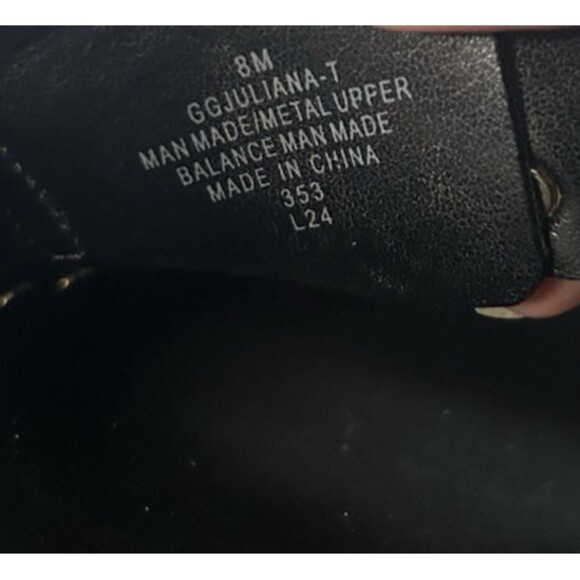 8M
GGJULIANA-T
MAN MADE/METAL UPPER
BALANCE MAN MADE
MADE IN CHINA
353
L24